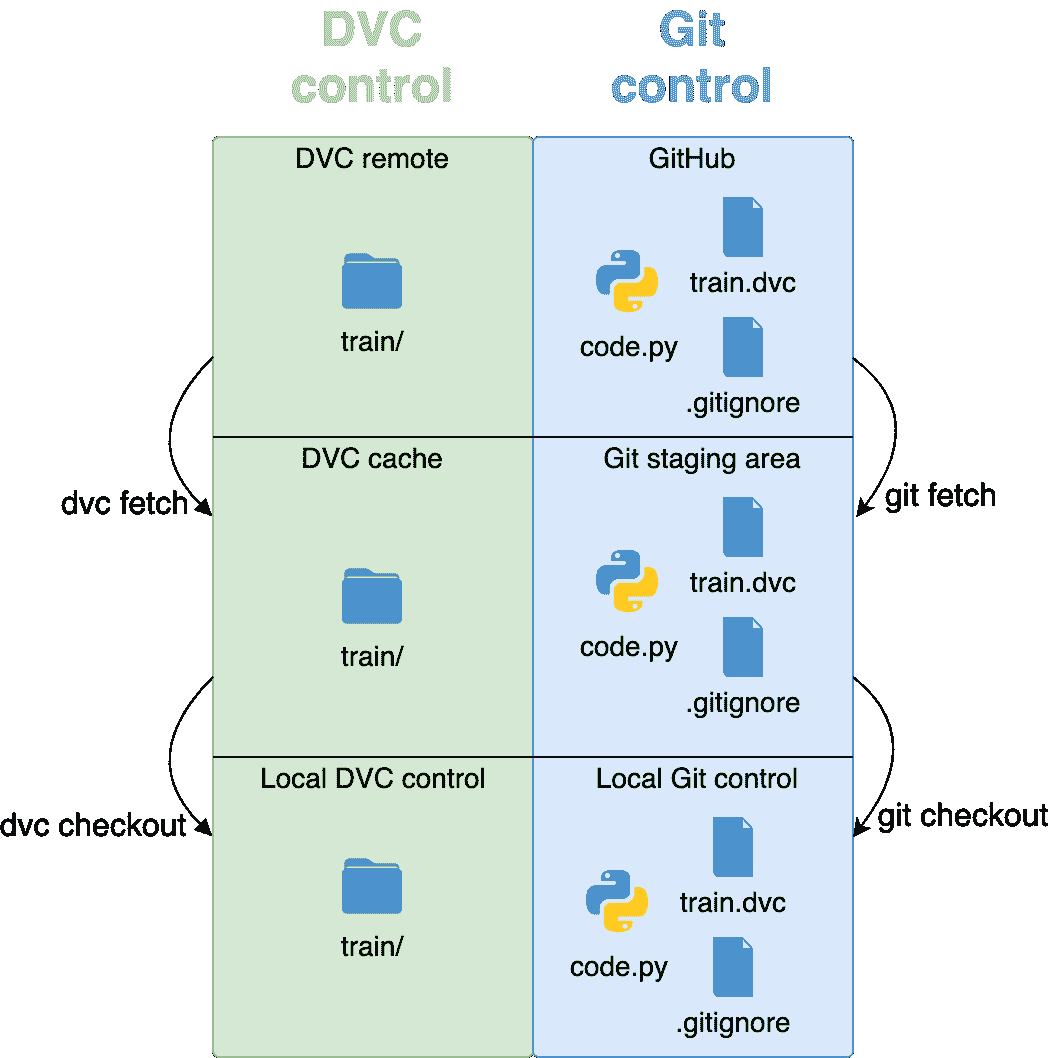 DVC
control
Git
control
DVC remote
GitHub
train/
code.py
train.dvc
.gitignore
dvc fetch
git fetch
DVC cache
Git staging area
train/
code.py
train.dvc
.gitignore
dvc checkout
git checkout
Local DVC control
Local Git control
train/
code.py
train.dvc
.gitignore